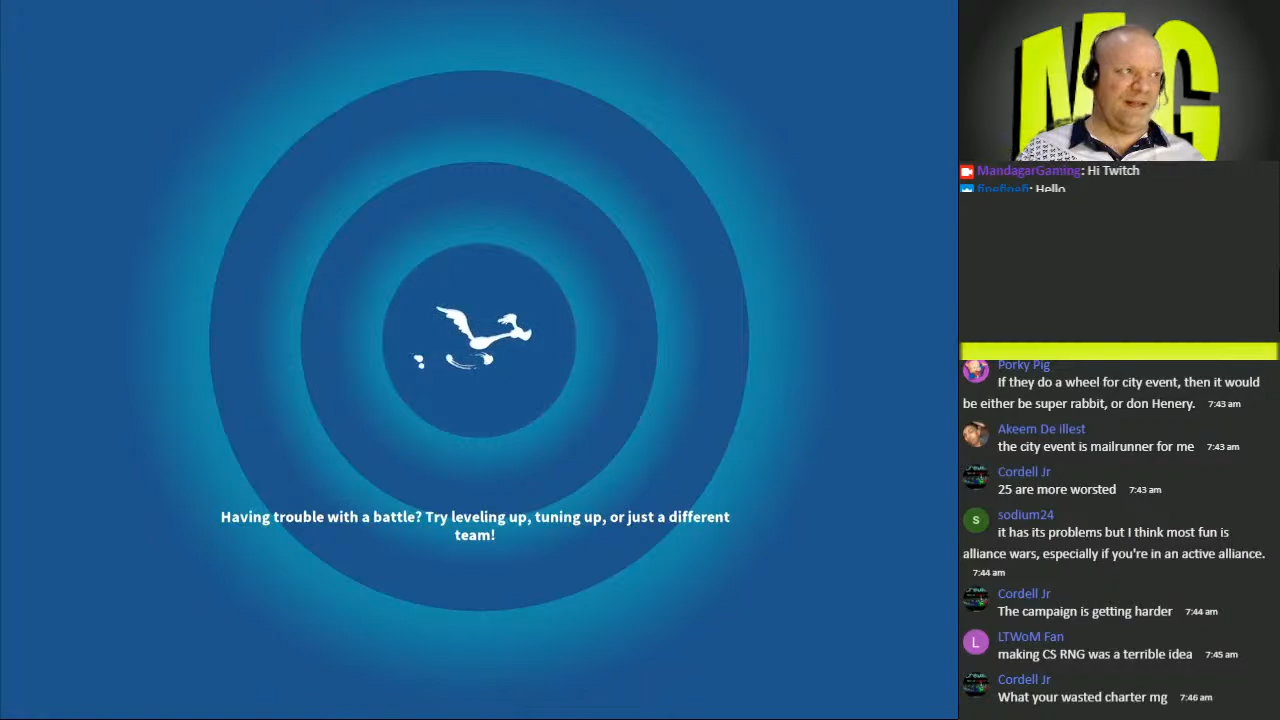 MG
MandagarGaming: Hi Twitch
finefinefi: Hello
Porky Pig
If they do a wheel for city event, then it would
be either be super rabbit, or don Henery. 7:43 am
Akeem De illest
the city event is mailrunner for me 7:43 am
Cordell Jr
25 are more worsted 7:43 am
S
sodium24
it has its problems but I think most fun is
alliance wars, especially if you're in an active alliance.
7:44 am
Cordell Jr
The campaign is getting harder 7:44 am
L
LTWoM Fan
making CS RNG was a terrible idea 7:45 am
Cordell Jr
What your wasted charter mg 7:46 am
Having trouble with a battle? Try leveling up, tuning up, or just a different
team!